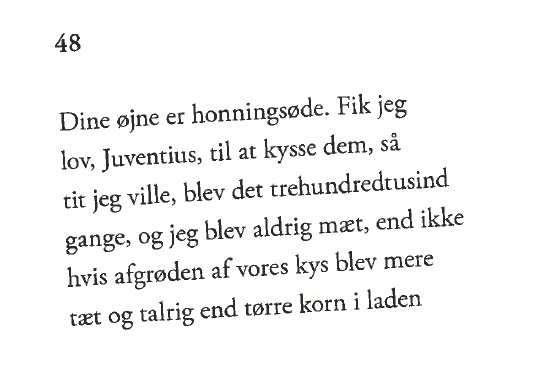 48
Dine øjne er honningsøde. Fik jeg
lov, Juventius, til at kysse dem, så
tit jeg ville, blev det trehundredtusind
gange, og jeg blev aldrig mæt, end ikke
hvis afgrøden af vores kys blev mere
tæt og talrig end tørre korn i laden